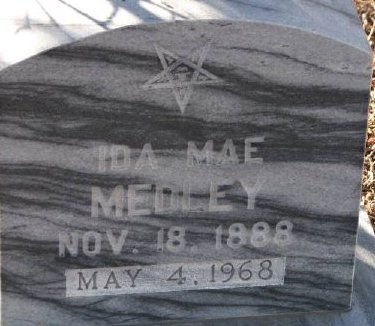 IDA MAE
MEDLEY
NOV. 18, 1888
MAY 4, 1968